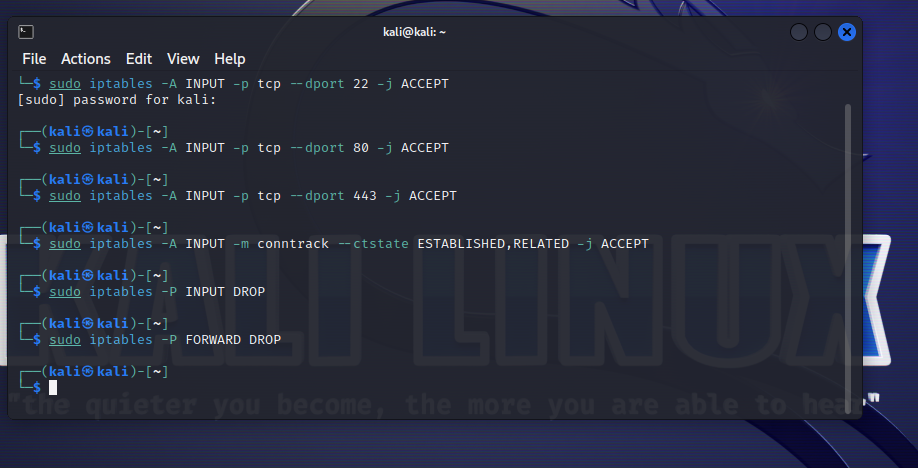 kali@kali: ~
File Actions Edit View Help
└─$ sudo iptables -A INPUT -p tcp --dport 22 -j ACCEPT
[sudo] password for kali:
┌──(kali㉿kali)-[~]
└─$ sudo iptables -A INPUT -p tcp --dport 80 -j ACCEPT
┌──(kali㉿kali)-[~]
└─$ sudo iptables -A INPUT -p tcp --dport 443 -j ACCEPT
┌──(kali㉿kali)-[~]
└─$ sudo iptables -A INPUT -m conntrack --ctstate ESTABLISHED,RELATED -j ACCEPT
┌──(kali㉿kali)-[~]
└─$ sudo iptables -P INPUT DROP
┌──(kali㉿kali)-[~]
└─$ sudo iptables -P FORWARD DROP
┌──(kali㉿kali)-[~]
└─$
KALI LINUX
"the quieter you become, the more you are able to hear"